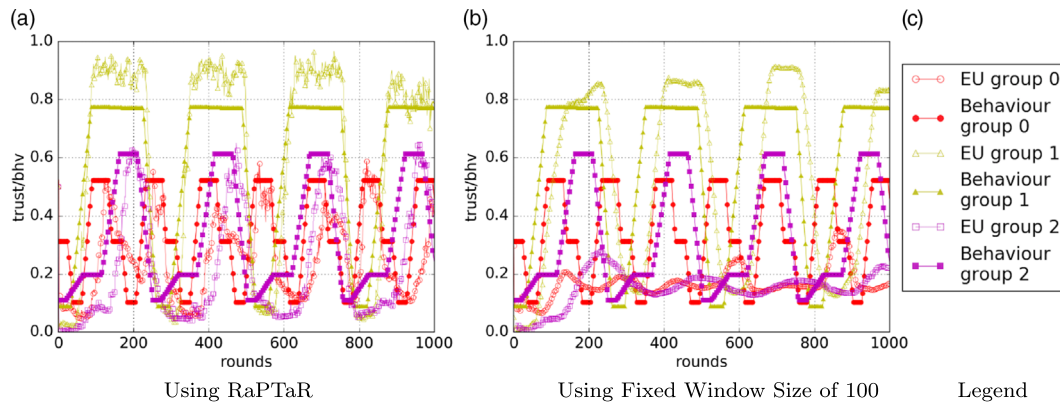 (a)
(b)
(c)
1.0
0.8
0.6
0.4
0.2
0.0
trust/bhv
0
200
400
600
800
1000
rounds
Using RaPTaR
1.0
0.8
0.6
0.4
0.2
0.0
trust/bhv
0
200
400
600
800
1000
rounds
Using Fixed Window Size of 100
EU group 0
Behaviour
group 0
EU group 1
Behaviour
group 1
EU group 2
Behaviour
group 2
Legend